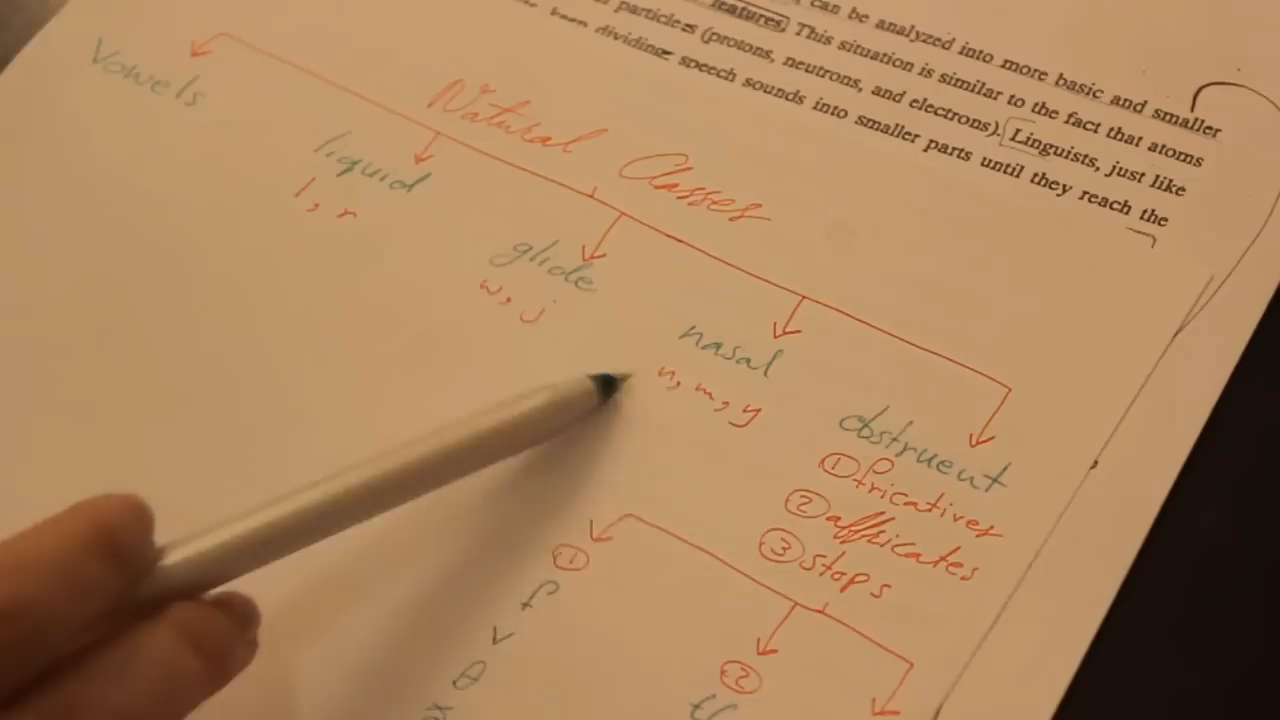 can be analyzed into more basic and smaller
features. This situation is similar to the fact that atoms
particles (protons, neutrons, and electrons). Linguists, just like
been dividing speech sounds into smaller parts until they reach the
Natural Classes
Vowels
liquid
l, r
glide
w, j
nasal
n, m, y
obstruent
① fricatives
② affricates
③ stops
①
f
v
θ
②